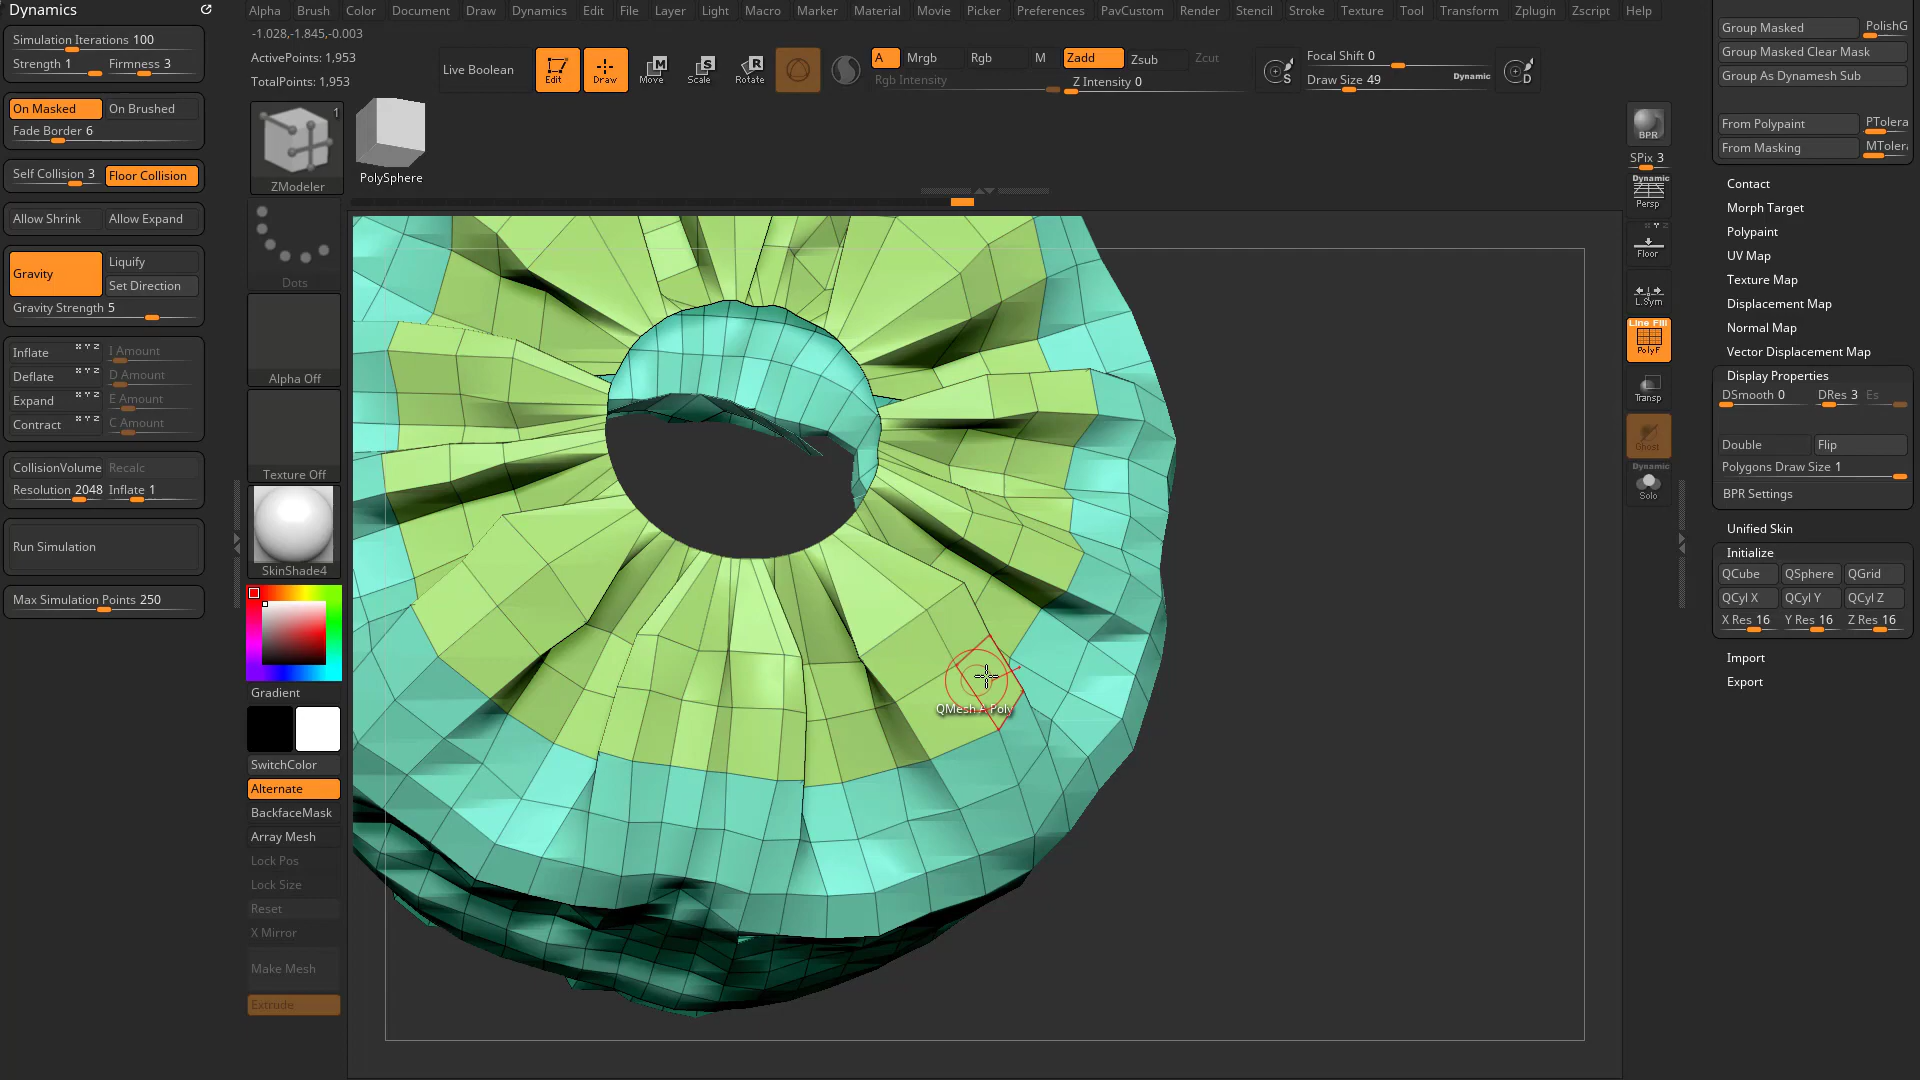 Dynamics
Simulation Iterations 100
Strength 1 Firmness 3
On Masked On Brushed
Fade Border 6
Self Collision 3 Floor Collision
Allow Shrink Allow Expand
Gravity Liquify
Set Direction
Gravity Strength 5
Inflate X Y Z I Amount
Deflate X Y Z D Amount
Expand X Y Z E Amount
Contract X Y Z C Amount
CollisionVolume Recalc
Resolution 2048 Inflate 1
Run Simulation
Max Simulation Points 250
Alpha Brush Color Document Draw Dynamics Edit File Layer Light Macro Marker Material Movie Picker Preferences PavCustom Render Stencil Stroke Texture Tool Transform Zplugin Zscript Help
-1.028,-1.845,-0.003
ActivePoints: 1,953
TotalPoints: 1,953
Live Boolean
Edit Draw Move Scale Rotate
A Mrgb Rgb M Zadd Zsub Zcut
Rgb Intensity Z Intensity 0
Focal Shift 0
Draw Size 49 Dynamic
S D
1
ZModeler
PolySphere
Dots
Alpha Off
Texture Off
SkinShade4
Gradient
SwitchColor
Alternate
BackfaceMask
Array Mesh
Lock Pos
Lock Size
Reset
X Mirror
Make Mesh
Extrude
QMesh A Poly
BPR
SPix 3
Dynamic
Persp
Floor
L.Sym
Line Fill
PolyF
Transp
Ghost
Dynamic
Solo
Group Masked PolishG
Group Masked Clear Mask
Group As Dynamesh Sub
From Polypaint PTolera
From Masking MToler
Contact
Morph Target
Polypaint
UV Map
Texture Map
Displacement Map
Normal Map
Vector Displacement Map
Display Properties
DSmooth 0 DRes 3 Es
Double Flip
Polygons Draw Size 1
BPR Settings
Unified Skin
Initialize
QCube QSphere QGrid
QCyl X QCyl Y QCyl Z
X Res 16 Y Res 16 Z Res 16
Import
Export